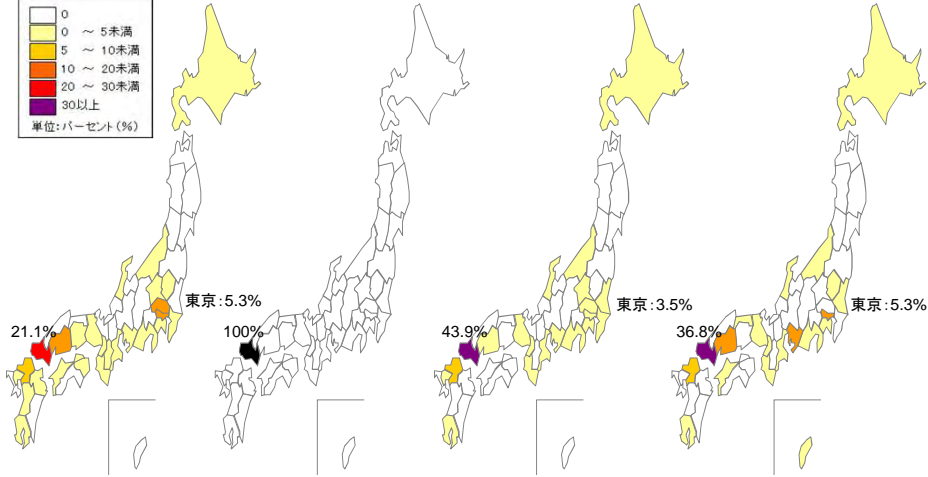 0
0 ～ 5未満
5 ～ 10未満
10 ～ 20未満
20 ～ 30未満
30以上
単位:パーセント(%)
東京:5.3%
21.1%
100%
東京:3.5%
43.9%
東京:5.3%
36.8%